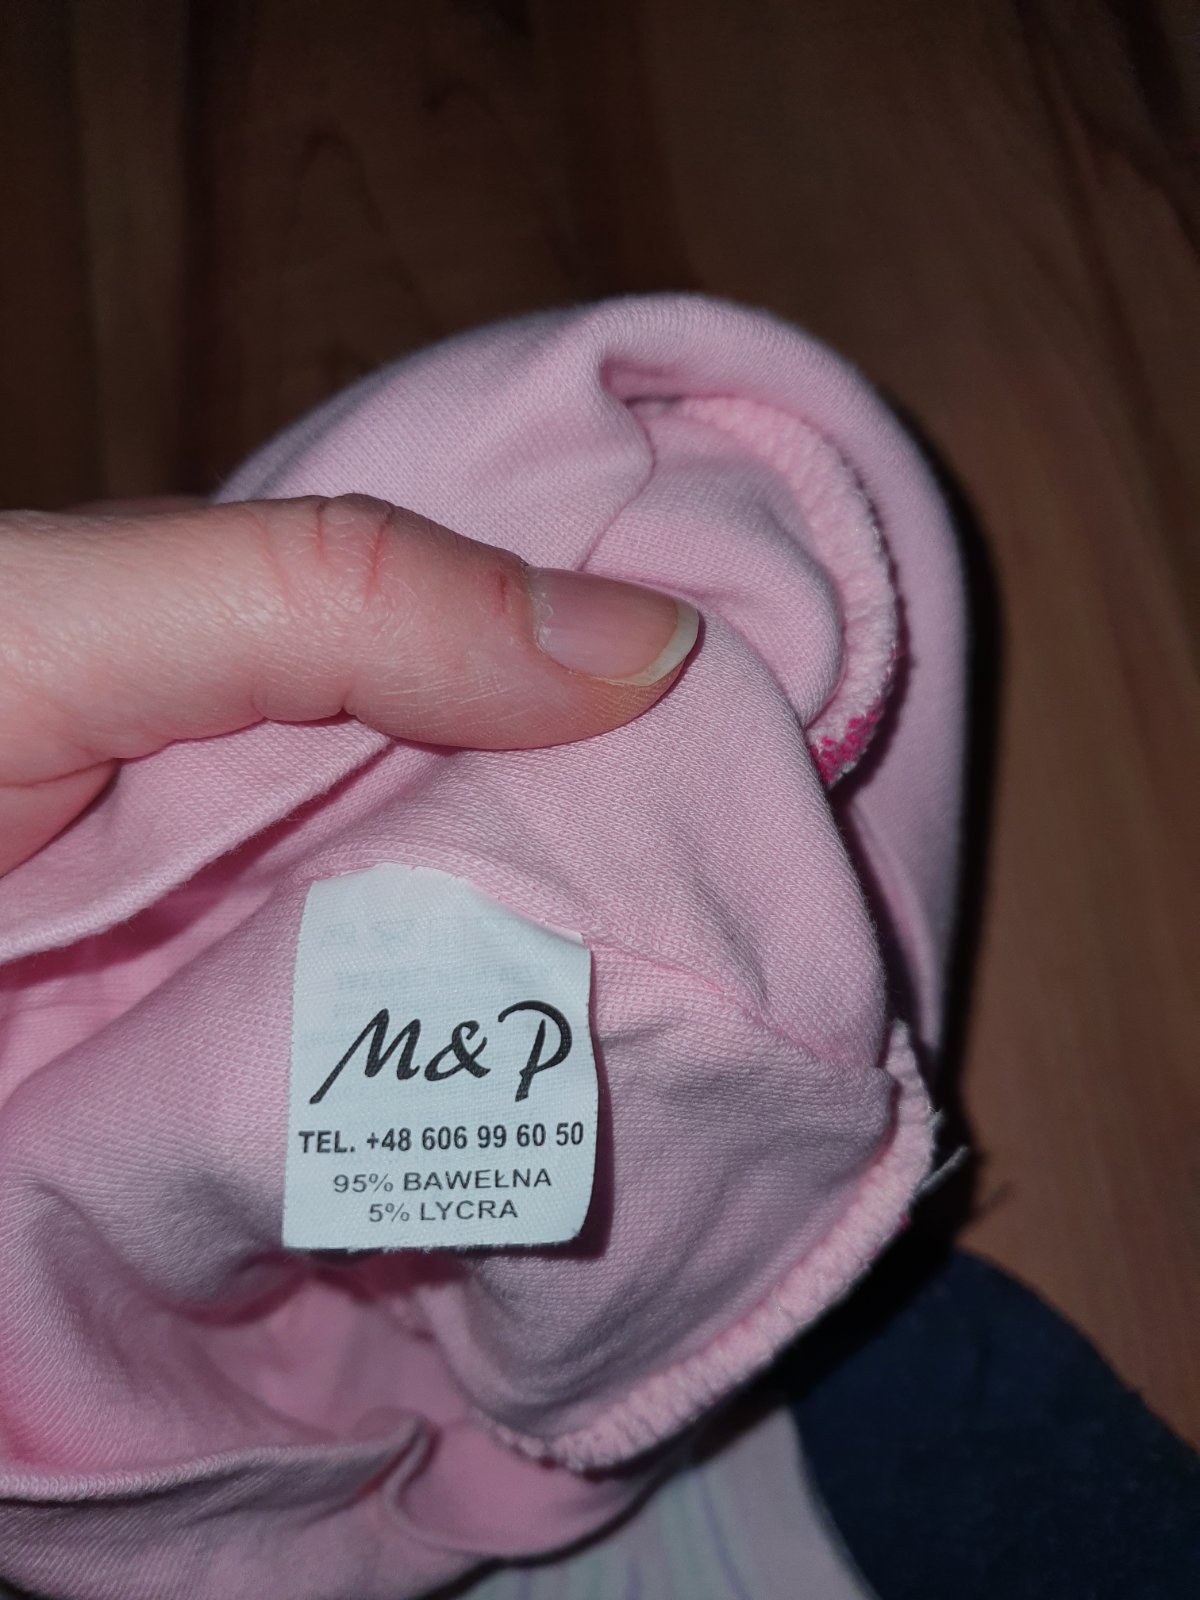 M&P
TEL. +48 606 99 60 50
95% BAWEŁNA
5% LYCRA